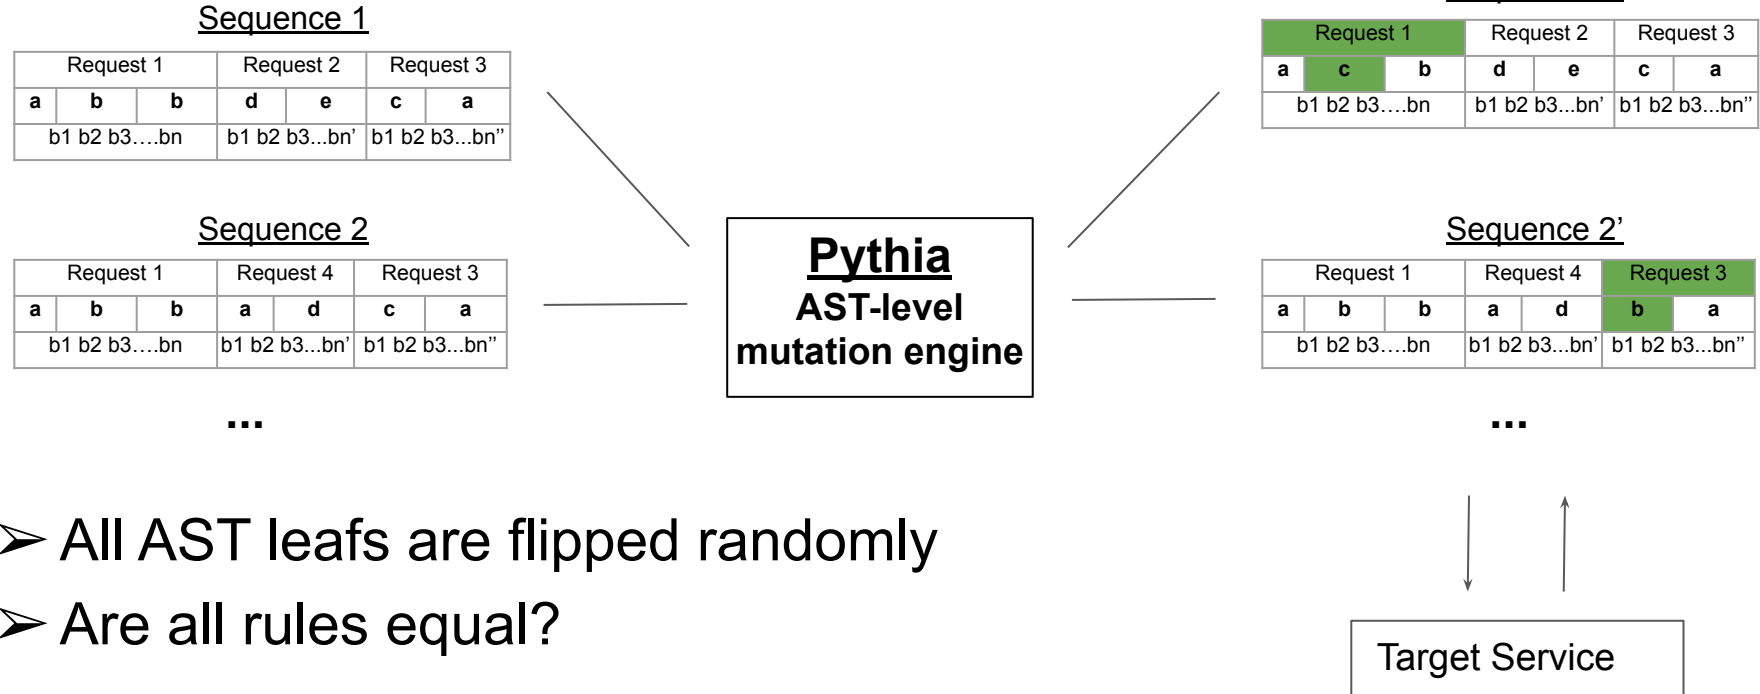 Sequence 1
Request 1 Request 2 Request 3
a b b d e c a
b1 b2 b3....bn b1 b2 b3...bn’ b1 b2 b3...bn’’
Sequence 2
Request 1 Request 4 Request 3
a b b a d c a
b1 b2 b3....bn b1 b2 b3...bn’ b1 b2 b3...bn’’
...
Pythia
AST-level
mutation engine
Request 1 Request 2 Request 3
a c b d e c a
b1 b2 b3....bn b1 b2 b3...bn’ b1 b2 b3...bn’’
Sequence 2’
Request 1 Request 4 Request 3
a b b a d b a
b1 b2 b3....bn b1 b2 b3...bn’ b1 b2 b3...bn’’
...
➢ All AST leafs are flipped randomly
➢ Are all rules equal?
Target Service